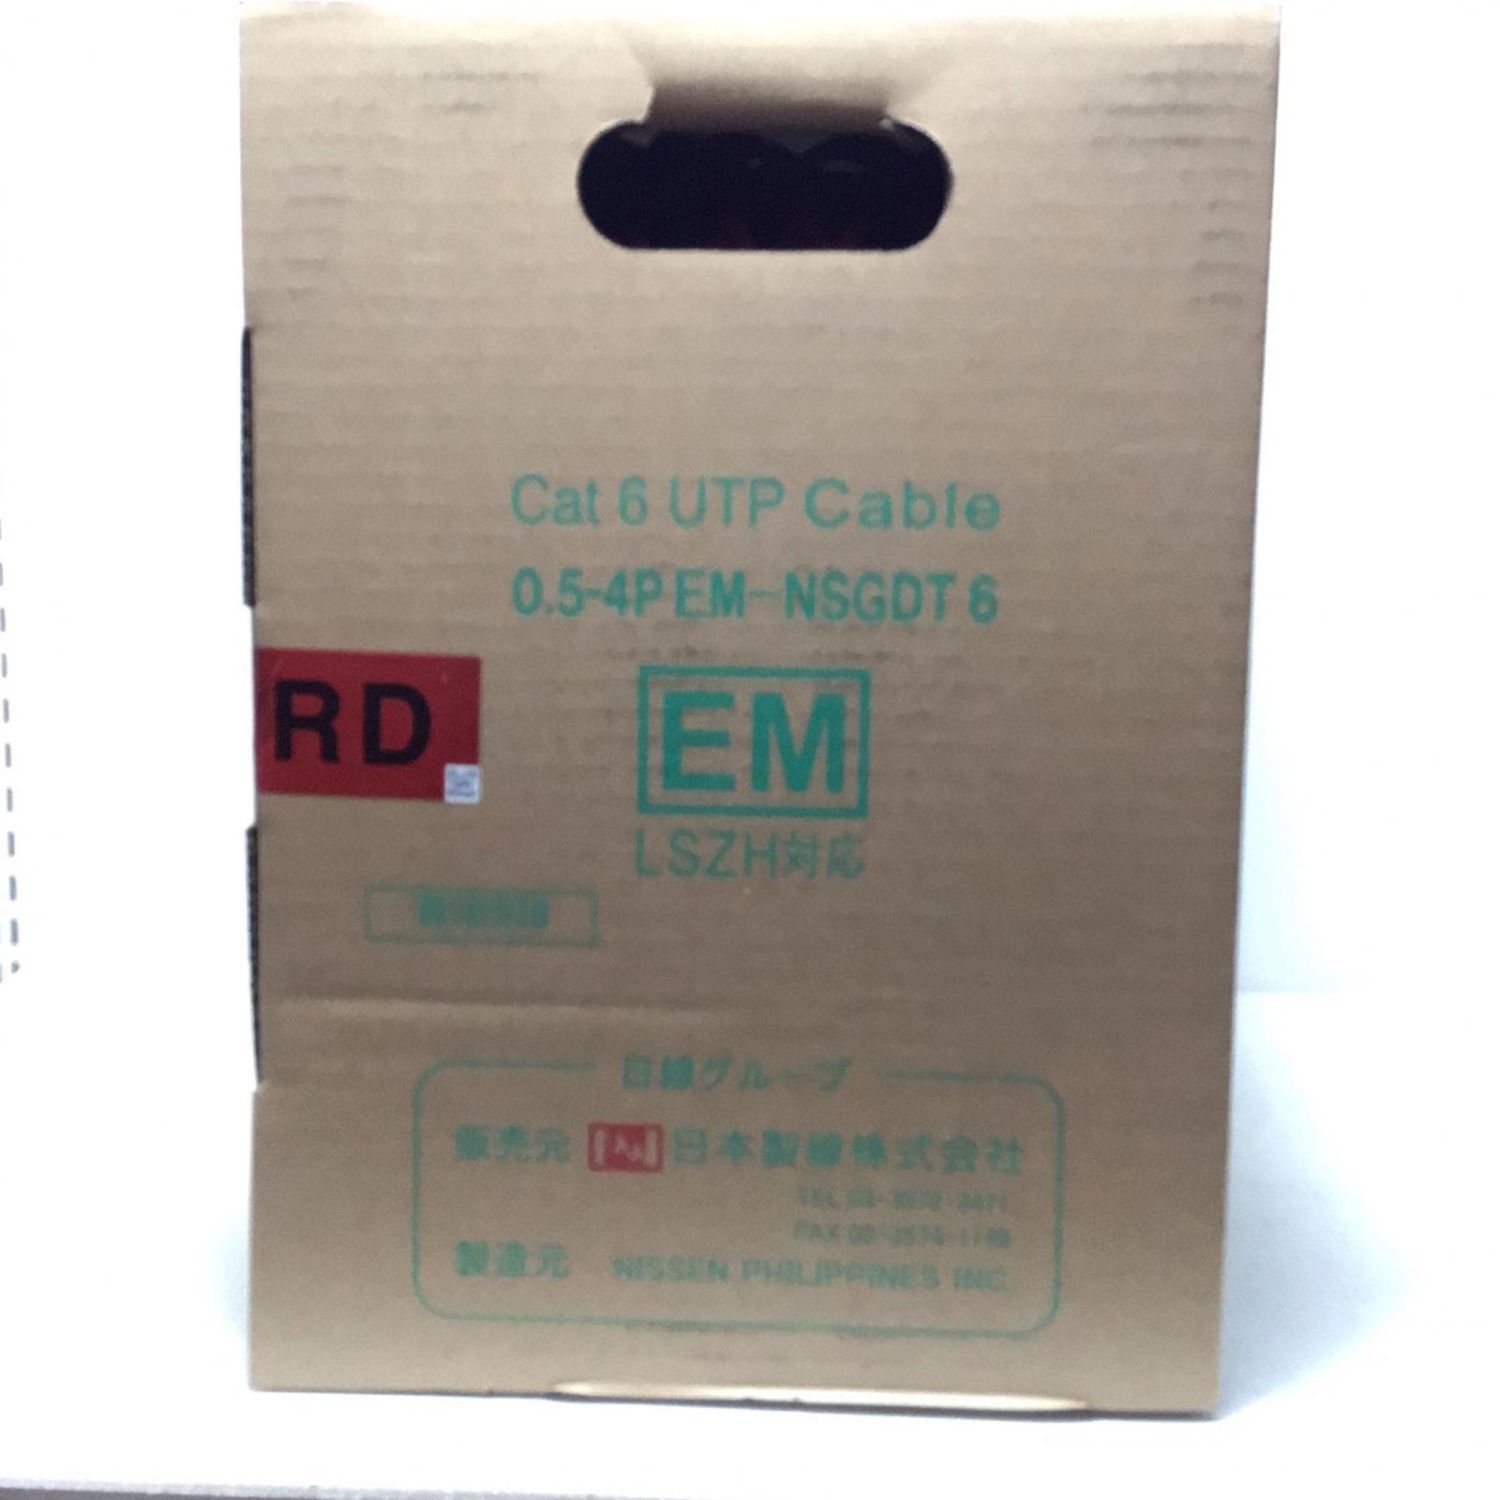 Cat 6 UTP Cable
0.5-4P EM-NSGDT 6
RD
EM
LSZH対応
日線グループ
販売元 日本製線株式会社
製造元 NISSEN PHILIPPINES INC.